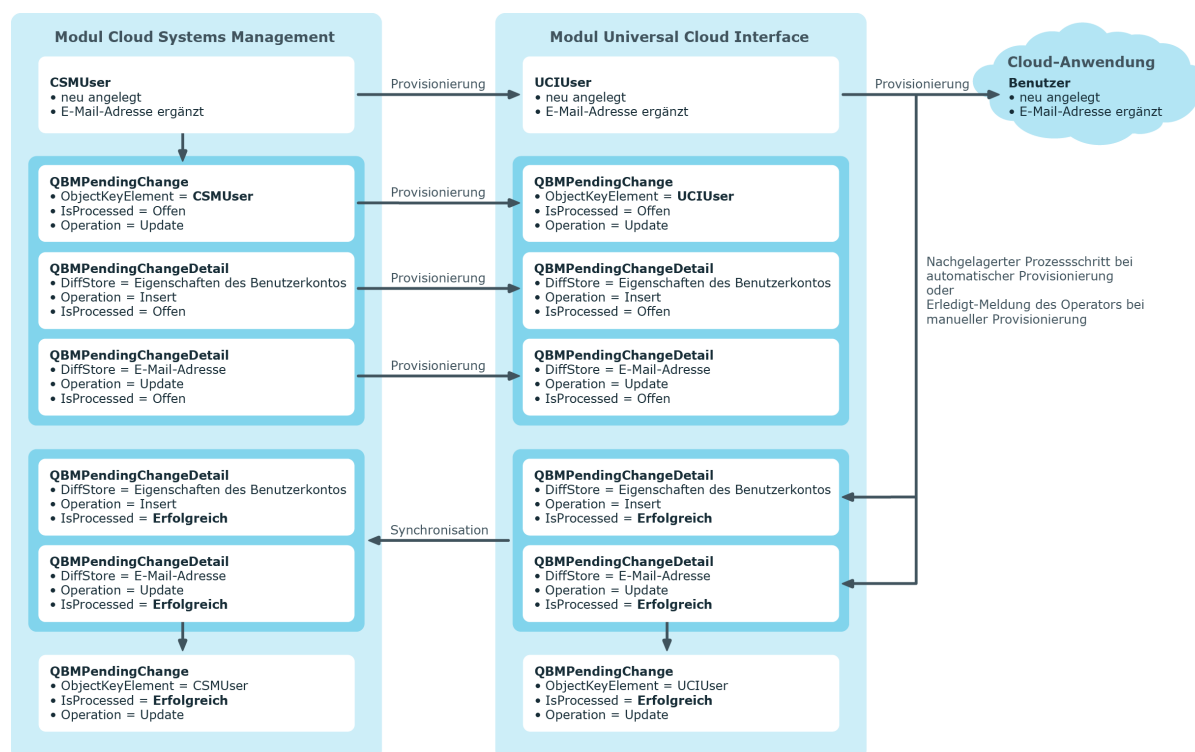 Modul Cloud Systems Management
CSMUser
• neu angelegt
• E-Mail-Adresse ergänzt
QBMPendingChange
• ObjectKeyElement = CSMUser
• IsProcessed = Offen
• Operation = Update
QBMPendingChangeDetail
• DiffStore = Eigenschaften des Benutzerkontos
• Operation = Insert
• IsProcessed = Offen
QBMPendingChangeDetail
• DiffStore = E-Mail-Adresse
• Operation = Update
• IsProcessed = Offen
QBMPendingChangeDetail
• DiffStore = Eigenschaften des Benutzerkontos
• Operation = Insert
• IsProcessed = Erfolgreich
QBMPendingChangeDetail
• DiffStore = E-Mail-Adresse
• Operation = Update
• IsProcessed = Erfolgreich
QBMPendingChange
• ObjectKeyElement = CSMUser
• IsProcessed = Erfolgreich
• Operation = Update
Provisionierung
Provisionierung
Provisionierung
Provisionierung
Synchronisation
Modul Universal Cloud Interface
UCIUser
• neu angelegt
• E-Mail-Adresse ergänzt
QBMPendingChange
• ObjectKeyElement = UCIUser
• IsProcessed = Offen
• Operation = Update
QBMPendingChangeDetail
• DiffStore = Eigenschaften des Benutzerkontos
• Operation = Insert
• IsProcessed = Offen
QBMPendingChangeDetail
• DiffStore = E-Mail-Adresse
• Operation = Update
• IsProcessed = Offen
QBMPendingChangeDetail
• DiffStore = Eigenschaften des Benutzerkontos
• Operation = Insert
• IsProcessed = Erfolgreich
QBMPendingChangeDetail
• DiffStore = E-Mail-Adresse
• Operation = Update
• IsProcessed = Erfolgreich
QBMPendingChange
• ObjectKeyElement = UCIUser
• IsProcessed = Erfolgreich
• Operation = Update
Provisionierung
Cloud-Anwendung
Benutzer
• neu angelegt
• E-Mail-Adresse ergänzt
Nachgelagerter Prozessschritt bei
automatischer Provisionierung
oder
Erledigt-Meldung des Operators bei
manueller Provisionierung